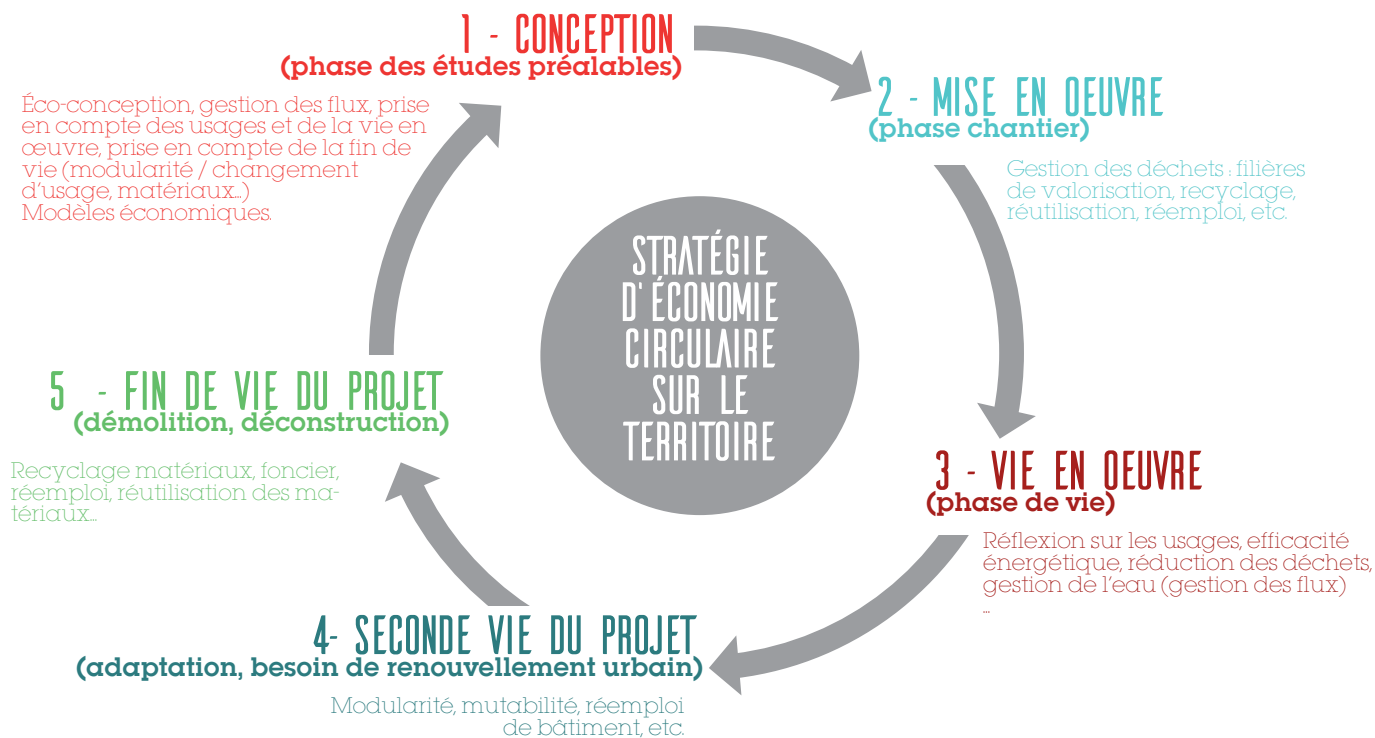 1 - CONCEPTION
(phase des études préalables)
Éco-conception, gestion des flux, prise
en compte des usages et de la vie en
œuvre, prise en compte de la fin de
vie (modularité / changement
d'usage, matériaux...)
Modèles économiques.
2 - MISE EN OEUVRE
(phase chantier)
Gestion des déchets : filières
de valorisation, recyclage,
réutilisation, réemploi, etc.
3 - VIE EN OEUVRE
(phase de vie)
Réflexion sur les usages, efficacité
énergétique, réduction des déchets,
gestion de l'eau (gestion des flux)
...
4- SECONDE VIE DU PROJET
(adaptation, besoin de renouvellement urbain)
Modularité, mutabilité, réemploi
de bâtiment, etc.
5 - FIN DE VIE DU PROJET
(démolition, déconstruction)
Recyclage matériaux, foncier,
réemploi, réutilisation des ma-
tériaux...
STRATÉGIE
D'ÉCONOMIE
CIRCULAIRE
SUR LE
TERRITOIRE